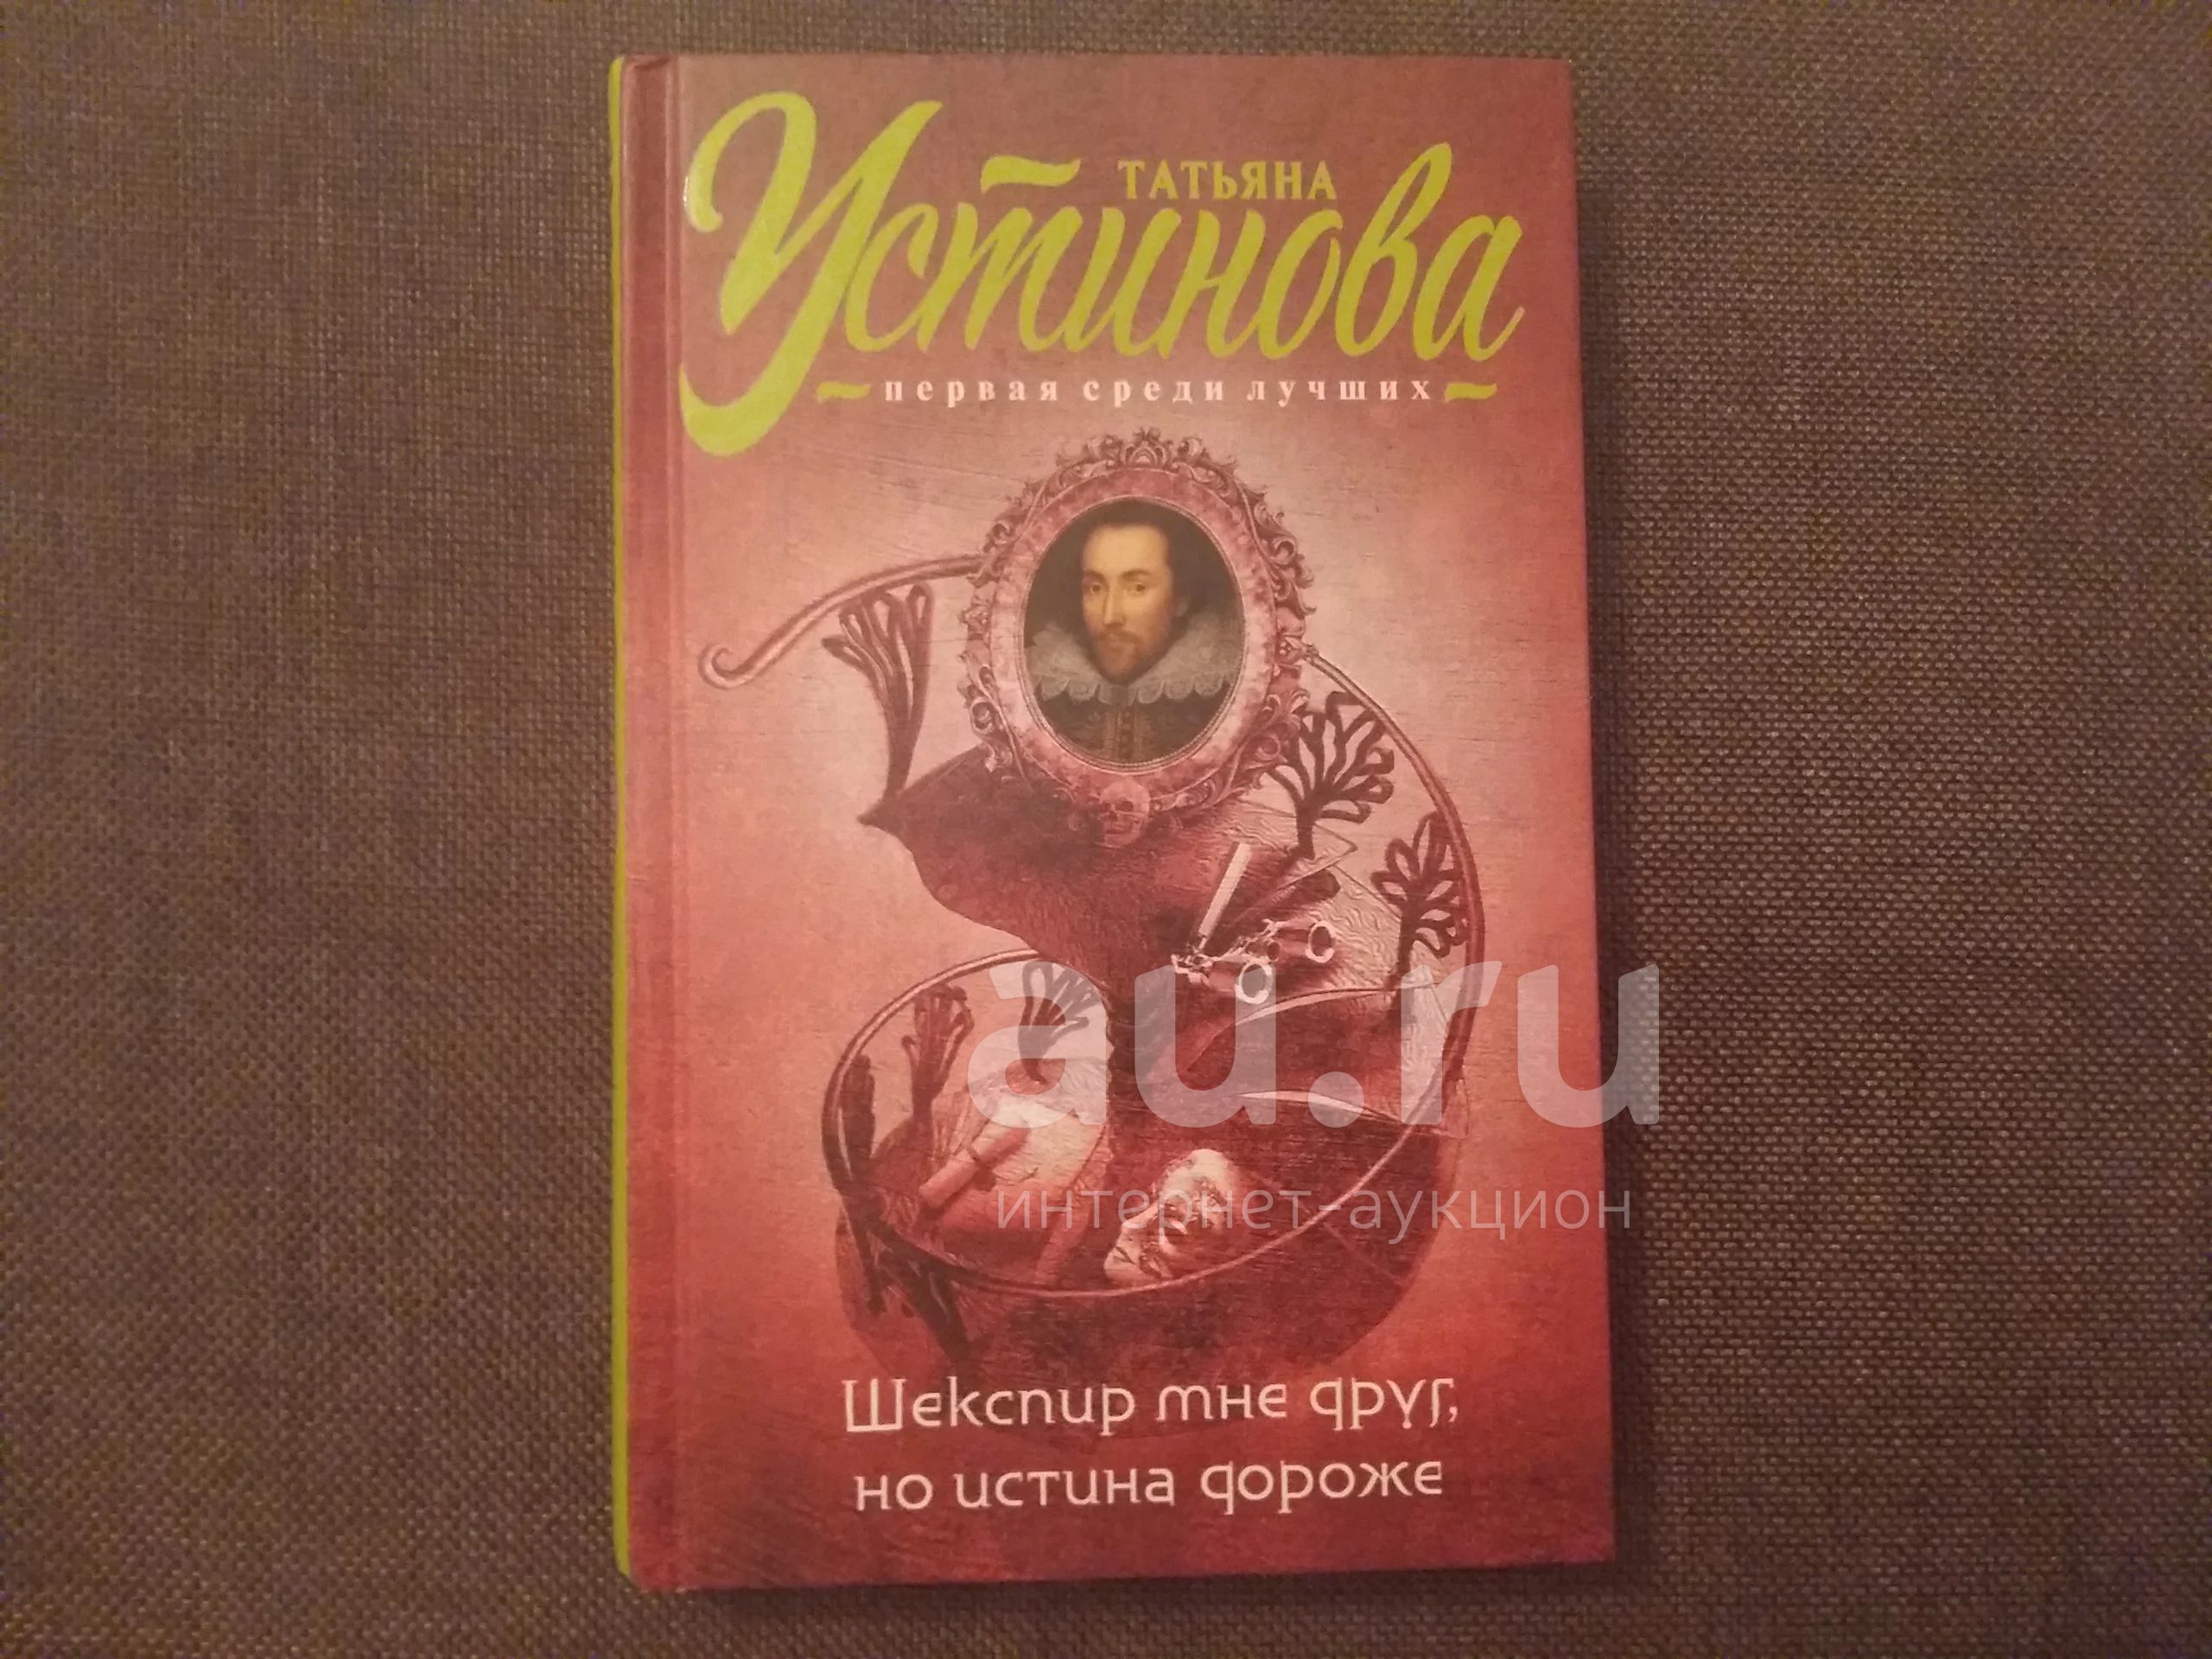 ТАТЬЯНА
Устинова
первая среди лучших
au.ru
интернет-аукцион
Шекспир мне друг,
но истина дороже